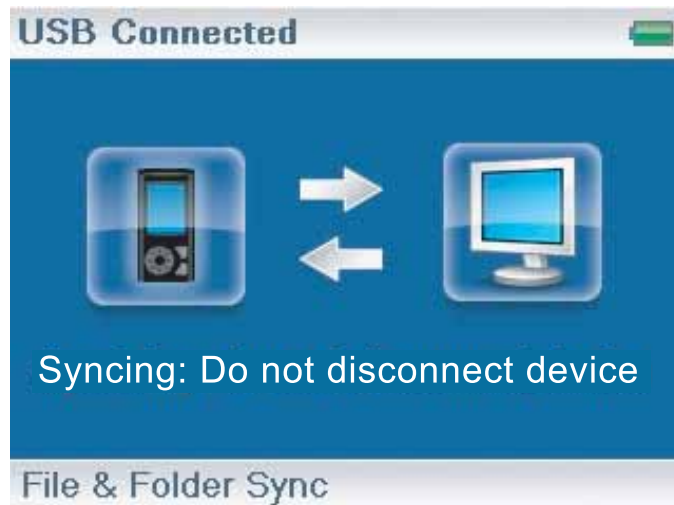 USB Connected
Syncing: Do not disconnect device
File & Folder Sync